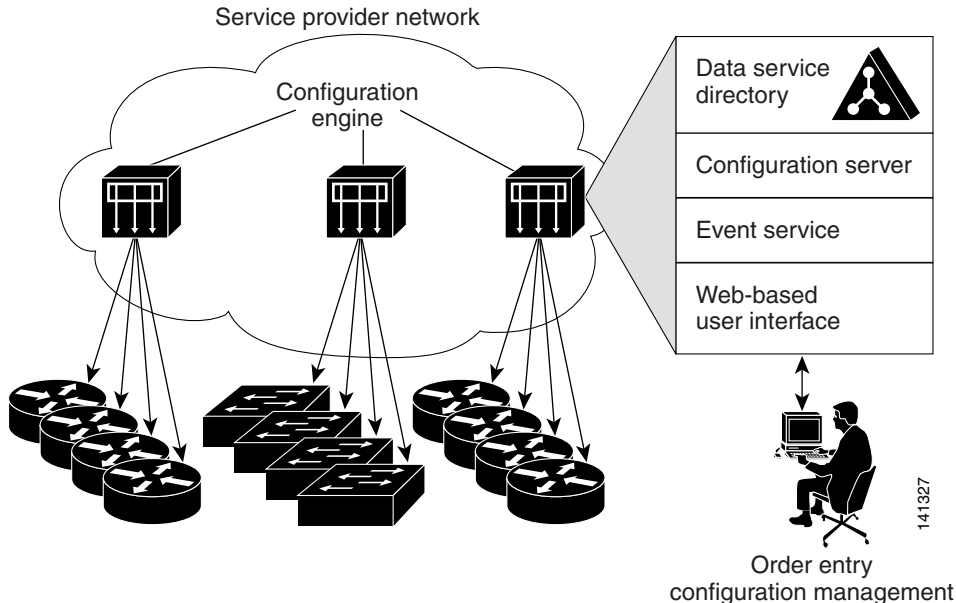 Service provider network
Configuration
engine
Data service
directory
Configuration server
Event service
Web-based
user interface
141327
Order entry
configuration management